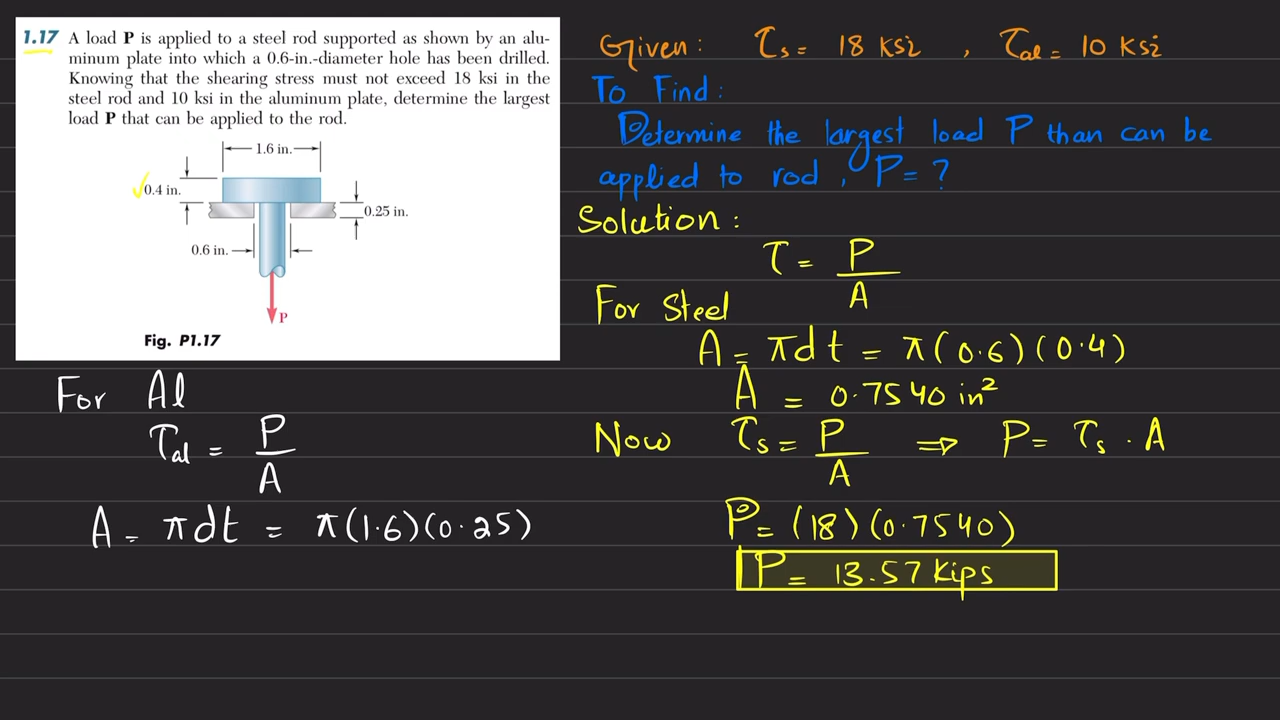 1.17 A load P is applied to a steel rod supported as shown by an alu-
minum plate into which a 0.6-in.-diameter hole has been drilled.
Knowing that the shearing stress must not exceed 18 ksi in the
steel rod and 10 ksi in the aluminum plate, determine the largest
load P that can be applied to the rod.
1.6 in.
0.4 in.
0.25 in.
0.6 in.
P
Fig. P1.17
For Al
τal = P/A
A = πdt = π(1.6)(0.25)
Given: τs = 18 ksi , τal = 10 ksi
To Find:
Determine the largest load P than can be
applied to rod, P = ?
Solution:
τ = P/A
For Steel
A = πdt = π(0.6)(0.4)
A = 0.7540 in²
Now τs = P/A ⇒ P = τs · A
P = (18)(0.7540)
P = 13.57 Kips